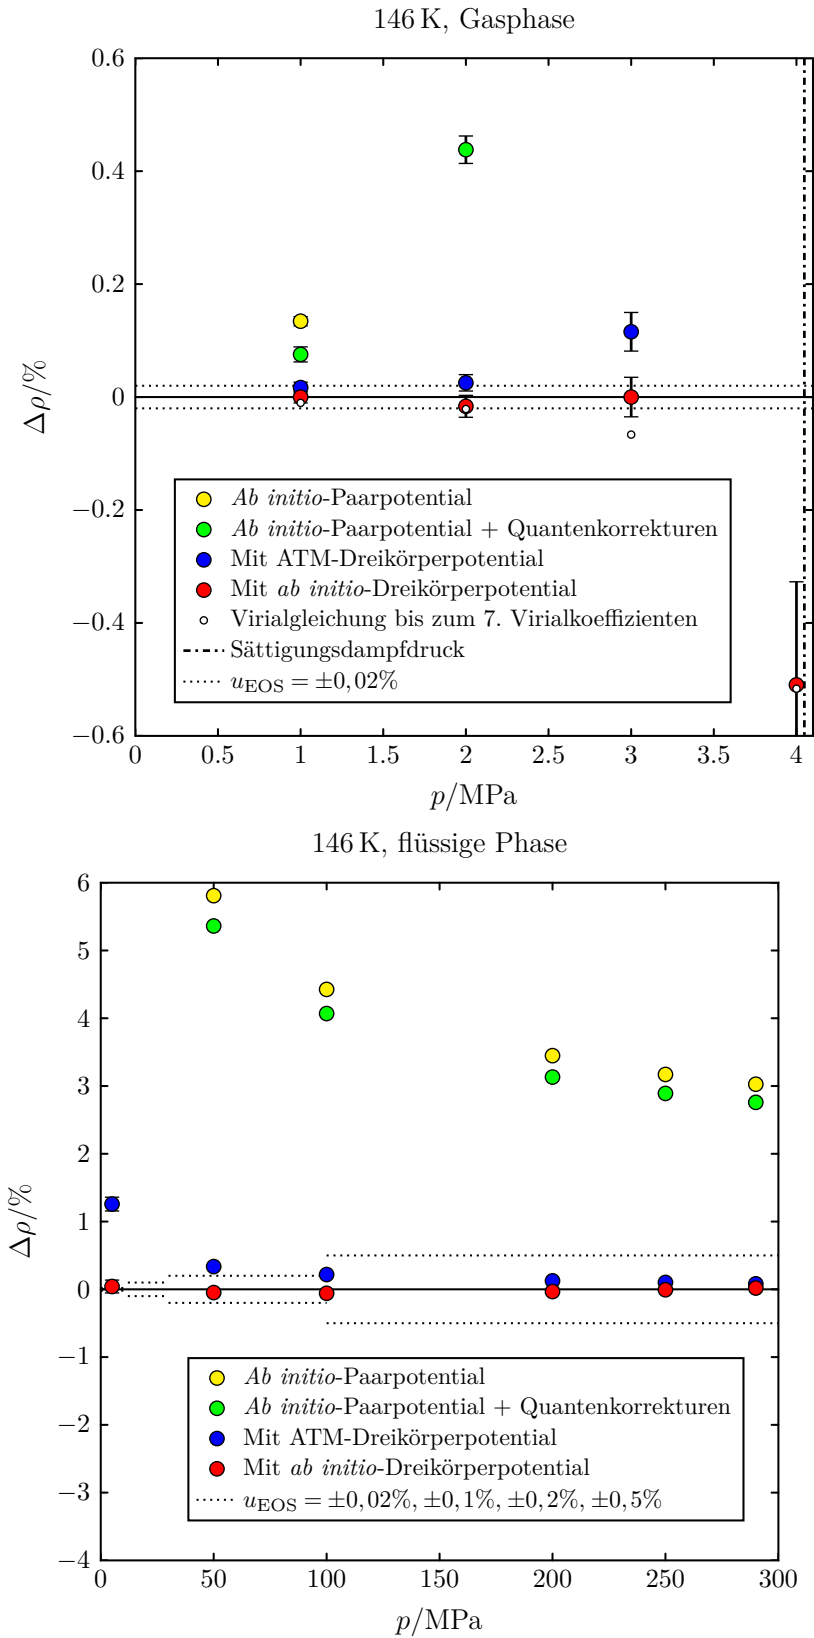 146 K, Gasphase
0.6
0.4
0.2
0
−0.2
−0.4
−0.6
Δρ/%
Ab initio-Paarpotential
Ab initio-Paarpotential + Quantenkorrekturen
Mit ATM-Dreikörperpotential
Mit ab initio-Dreikörperpotential
Virialgleichung bis zum 7. Virialkoeffizienten
Sättigungsdampfdruck
uEOS = ±0,02%
0 0.5 1 1.5 2 2.5 3 3.5 4
p/MPa
146 K, flüssige Phase
6
5
4
3
2
1
0
−1
−2
−3
−4
Δρ/%
Ab initio-Paarpotential
Ab initio-Paarpotential + Quantenkorrekturen
Mit ATM-Dreikörperpotential
Mit ab initio-Dreikörperpotential
uEOS = ±0,02%, ±0,1%, ±0,2%, ±0,5%
0 50 100 150 200 250 300
p/MPa